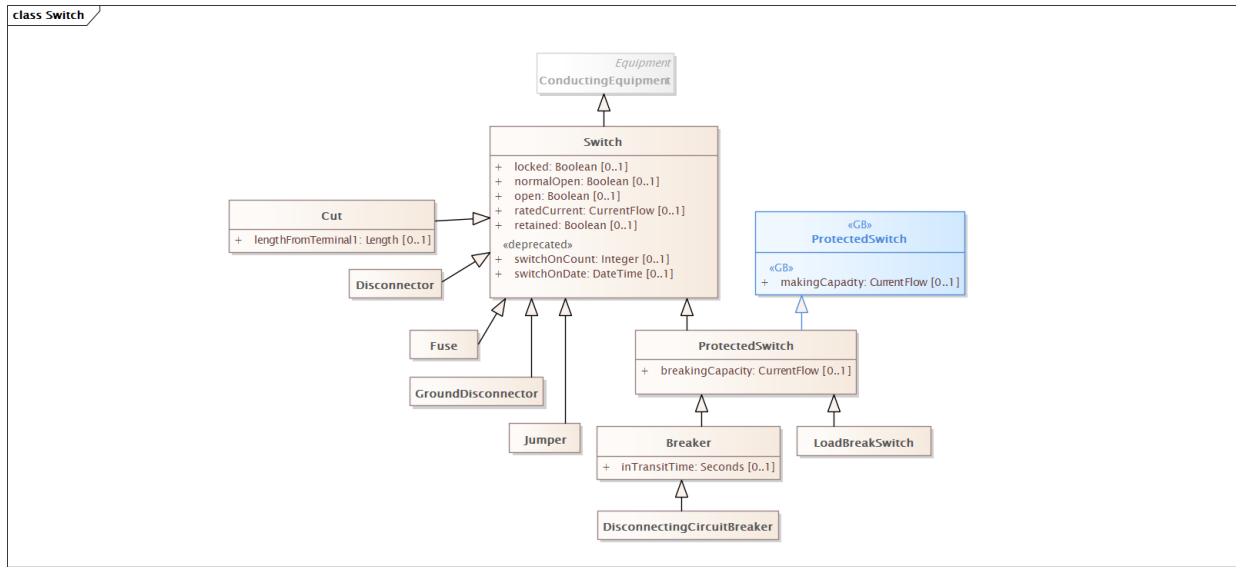 class Switch
Equipment
ConductingEquipment
Switch
+ locked: Boolean [0..1]
+ normalOpen: Boolean [0..1]
+ open: Boolean [0..1]
+ ratedCurrent: CurrentFlow [0..1]
+ retained: Boolean [0..1]
«deprecated»
+ switchOnCount: Integer [0..1]
+ switchOnDate: DateTime [0..1]
Cut
+ lengthFromTerminal1: Length [0..1]
«GB»
ProtectedSwitch
«GB»
+ makingCapacity: CurrentFlow [0..1]
Disconnector
Fuse
ProtectedSwitch
+ breakingCapacity: CurrentFlow [0..1]
GroundDisconnector
Jumper
Breaker
+ inTransitTime: Seconds [0..1]
LoadBreakSwitch
DisconnectingCircuitBreaker